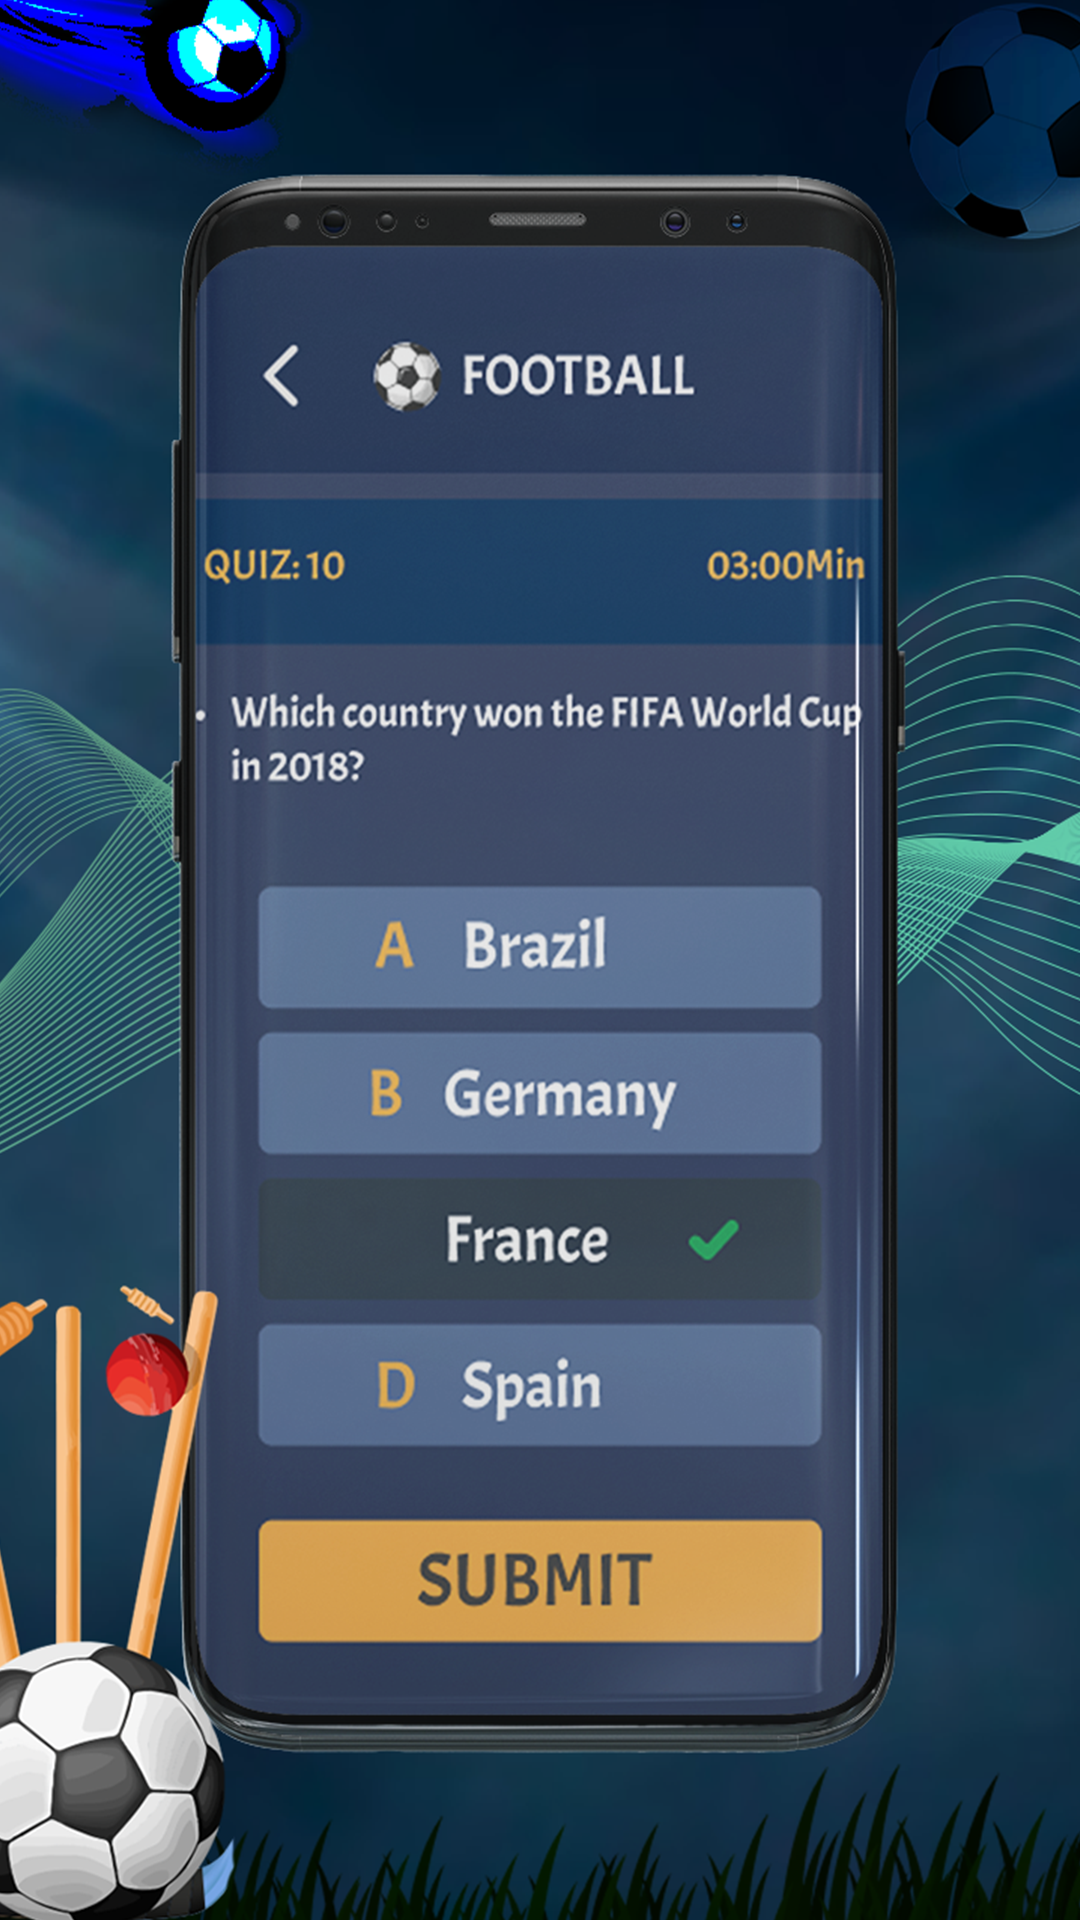 FOOTBALL
QUIZ: 10
03:00Min
• Which country won the FIFA World Cup
in 2018?
A Brazil
B Germany
France
D Spain
SUBMIT